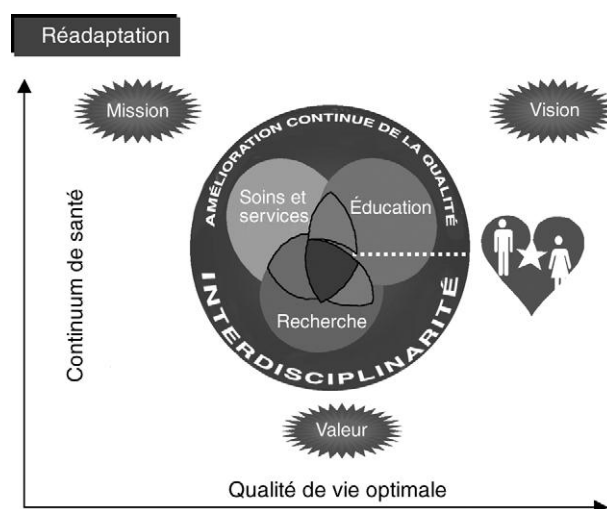 Réadaptation
Mission
Vision
AMÉLIORATION CONTINUE DE LA QUALITÉ
Soins et
services
Éducation
Recherche
INTERDISCIPLINARITÉ
Continuum de santé
Valeur
Qualité de vie optimale